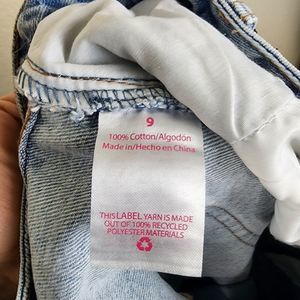 9
100% Cotton/Algodón
Made in/Hecho en China
THIS LABEL YARN IS MADE
OUT OF 100% RECYCLED
POLYESTER MATERIALS